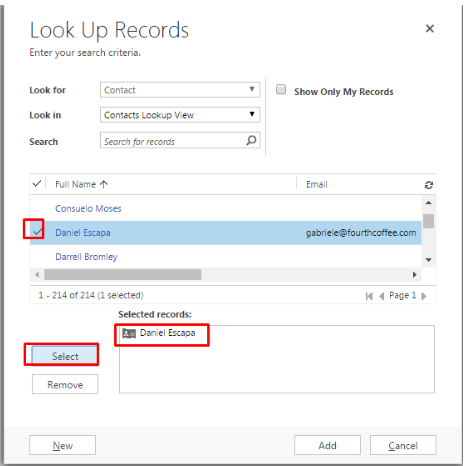 Look Up Records
Enter your search criteria.
Look for Contact
Show Only My Records
Look in Contacts Lookup View
Search Search for records
Full Name Email
Consuelo Moses
Daniel Escapa gabriele@fourthcoffee.com
Darrell Bromley
1 - 214 of 214 (1 selected) Page 1
Selected records:
Daniel Escapa
Select
Remove
New Add Cancel